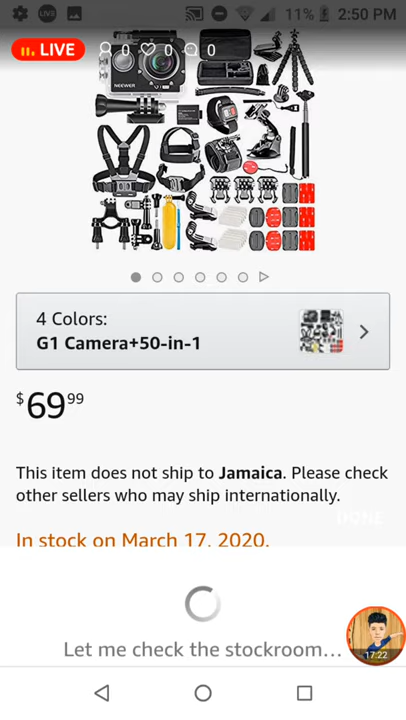 LIVE 11% 2:50 PM
LIVE 0 0 0
NEEWER
4 Colors:
G1 Camera+50-in-1
$69 99
This item does not ship to Jamaica. Please check
other sellers who may ship internationally.
DONE
In stock on March 17, 2020.
Let me check the stockroom...
17:22